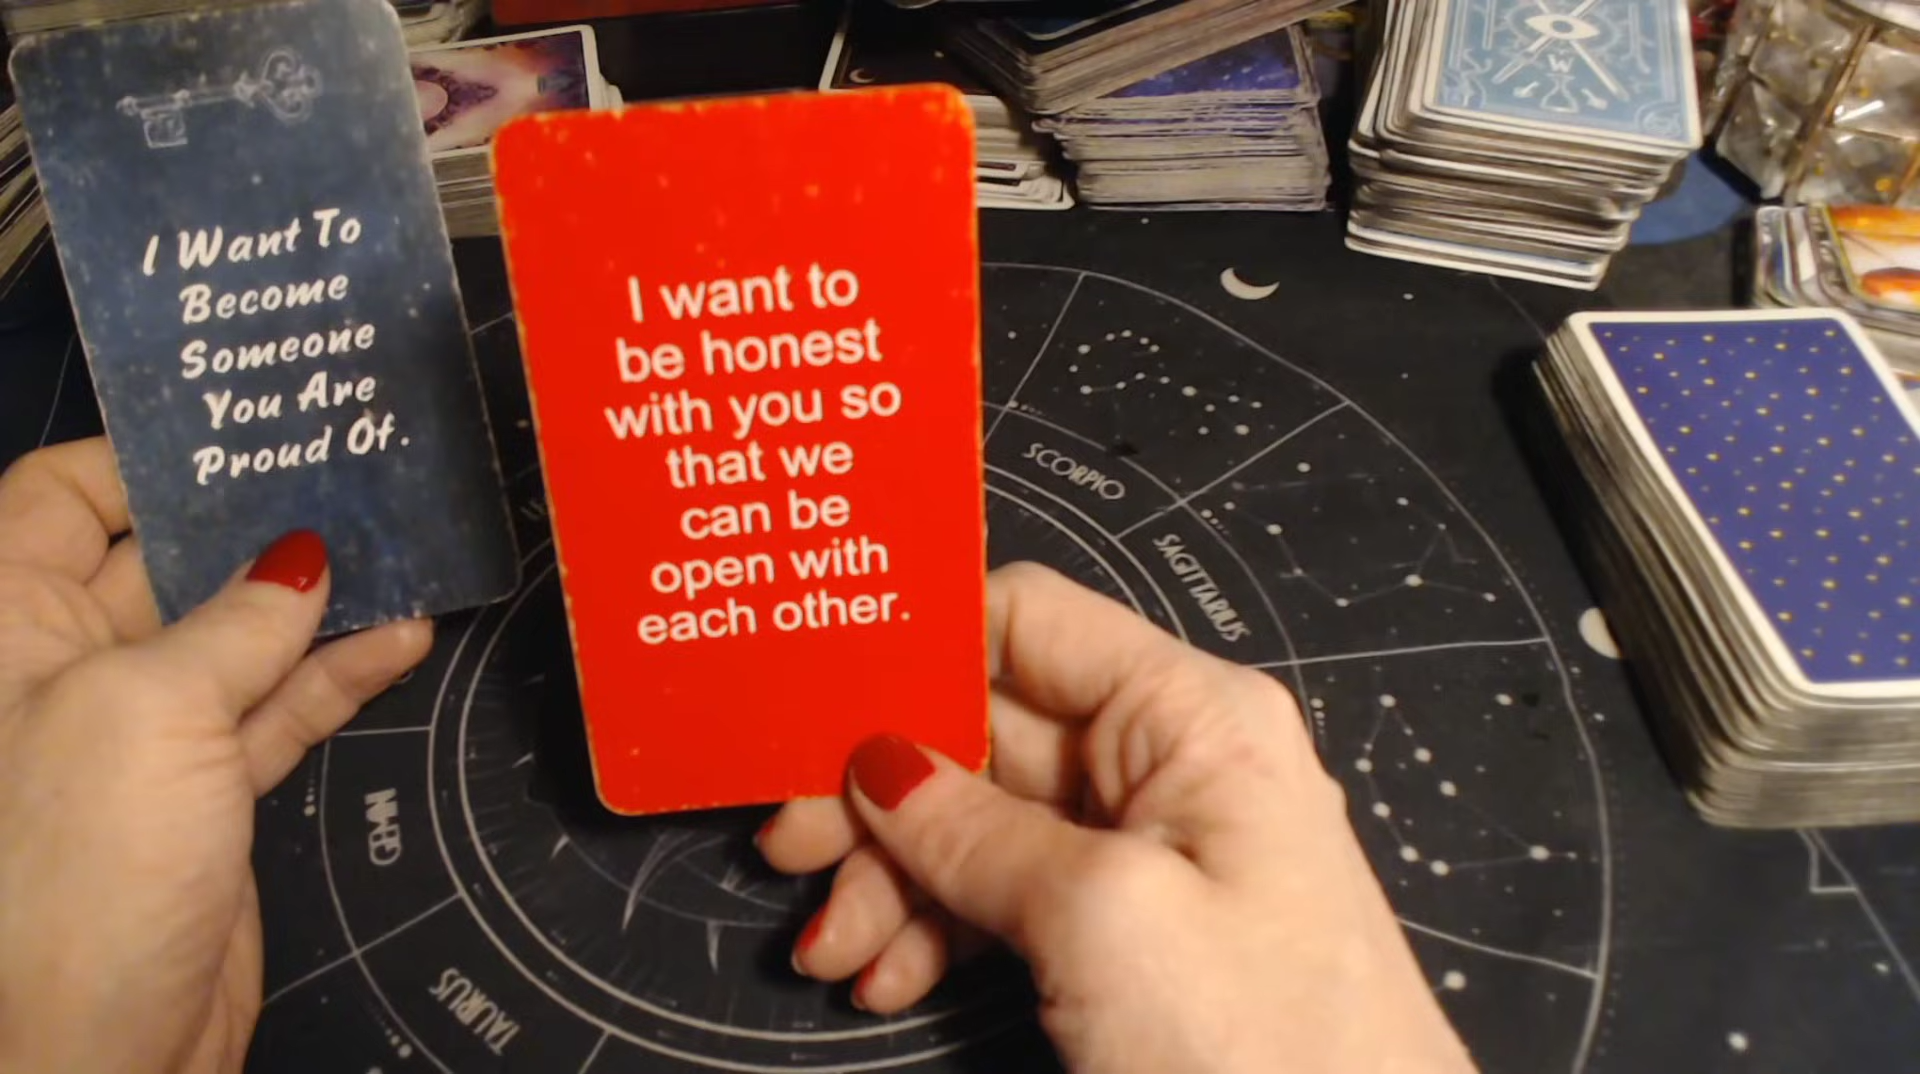 I Want To
Become
Someone
You Are
Proud Of.
I want to
be honest
with you so
that we
can be
open with
each other.
W
SCORPIO
SAGITTARIUS
GEMINI
TAURUS